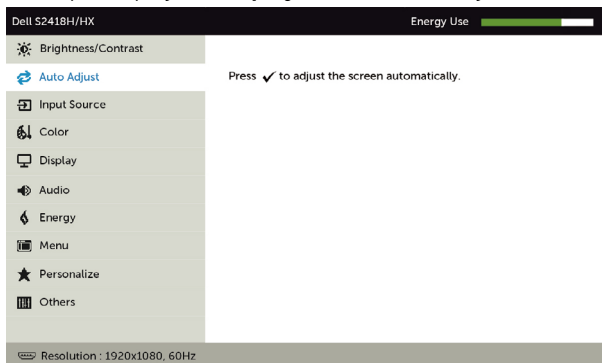 Dell S2418H/HX
Energy Use
Brightness/Contrast
Auto Adjust
Press ✓ to adjust the screen automatically.
Input Source
Color
Display
Audio
Energy
Menu
Personalize
Others
Resolution : 1920x1080, 60Hz